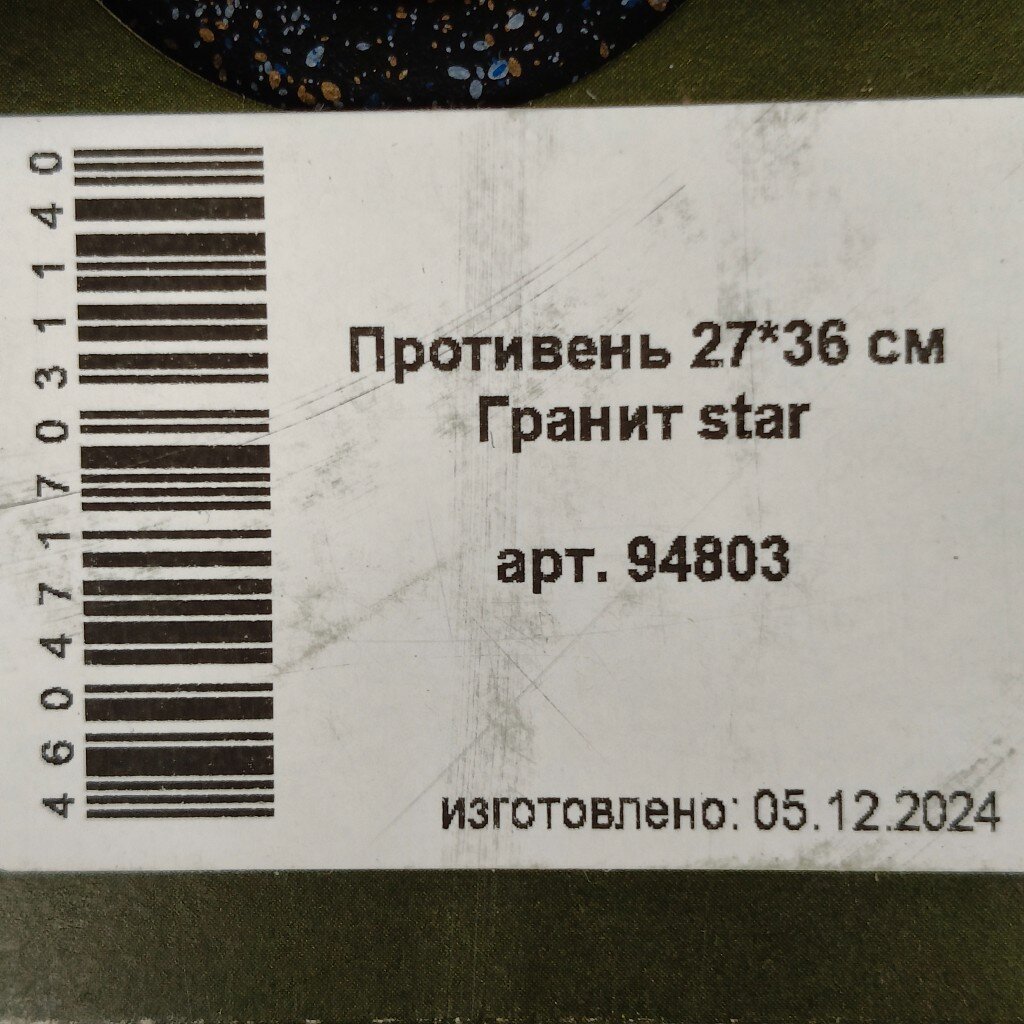 4604717031140
Противень 27*36 см
Гранит star
арт. 94803
изготовлено: 05.12.2024